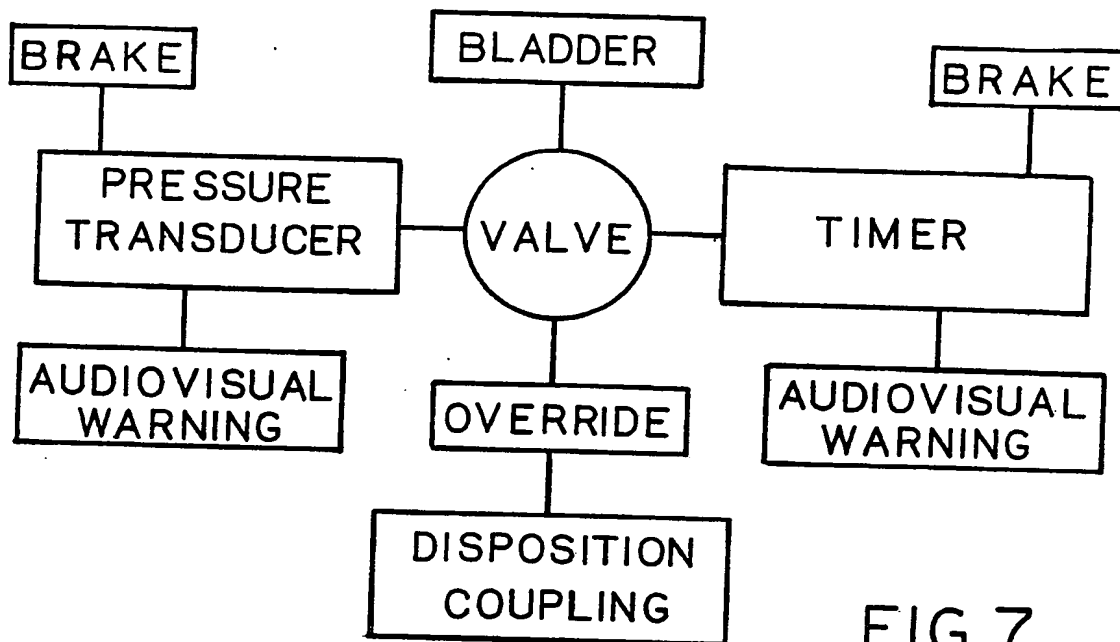 BRAKE
BLADDER
BRAKE
PRESSURE
TRANSDUCER
VALVE
TIMER
AUDIOVISUAL
WARNING
OVERRIDE
AUDIOVISUAL
WARNING
DISPOSITION
COUPLING
FIG 7